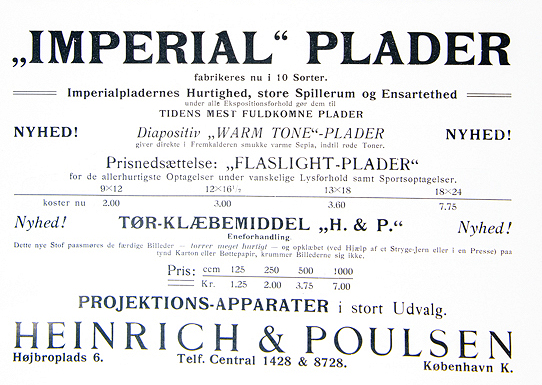 „IMPERIAL“ PLADER
fabrikeres nu i 10 Sorter.
Imperialpladernes Hurtighed, store Spillerum og Ensartethed
under alle Ekspositionsforhold gør dem til
TIDENS MEST FULDKOMNE PLADER
NYHED! Diapositiv „WARM TONE“-PLADER NYHED!
giver direkte i Fremkalderen smukke varme Sepia, indtil røde Toner.
Prisnedsættelse: „FLASLIGHT-PLADER“
for de allerhurtigste Optagelser under vanskelige Lysforhold samt Sportsoptagelser.
9×12 12×16½ 13×18 18×24
koster nu 2.00 3.00 3.60 7.75
Nyhed! TØR-KLÆBEMIDDEL „H. & P.“ Nyhed!
Eneforhandling
Dette nye Stof paasmøres de færdige Billeder — tørrer meget hurtigt — og opklæbet (ved Hjælp af et Stryge-Jern eller i en Presse) paa
tynd Karton eller Bøttepapir, krummer Billederne sig ikke.
Pris: ccm 125 250 500 1000
Kr. 1.25 2.00 3.75 7.00
PROJEKTIONS-APPARATER i stort Udvalg.
HEINRICH & POULSEN
Højbroplads 6. Telf. Central 1428 & 8728. København K.